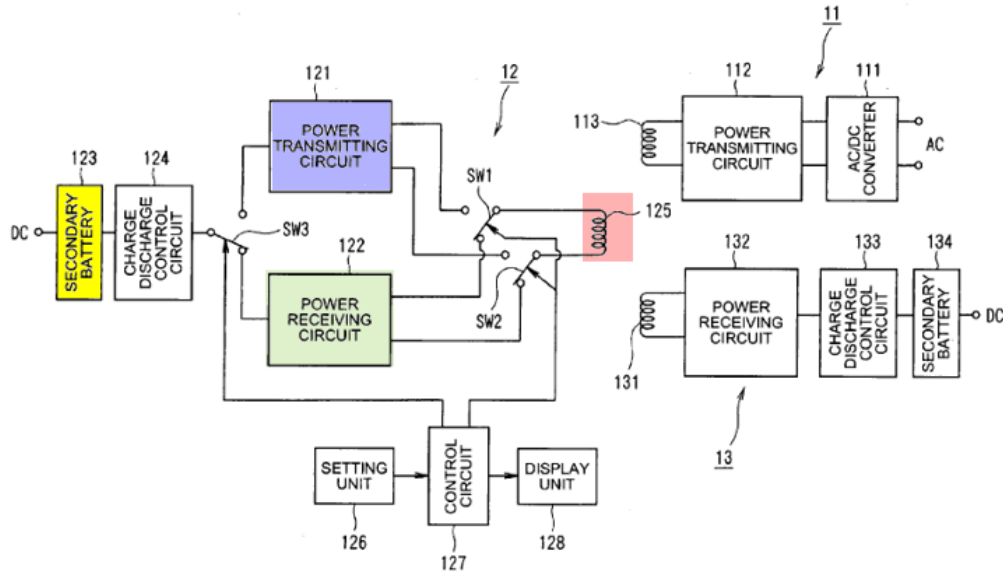 11
121
12
112
111
POWER
TRANSMITTING
CIRCUIT
113
POWER
TRANSMITTING
CIRCUIT
AC/DC
CONVERTER
AC
123
124
SW1
125
DC
SECONDARY
BATTERY
CHARGE
DISCHARGE
CONTROL
CIRCUIT
SW3
122
132
133
134
POWER
RECEIVING
CIRCUIT
SW2
131
POWER
RECEIVING
CIRCUIT
CHARGE
DISCHARGE
CONTROL
CIRCUIT
SECONDARY
BATTERY
DC
13
SETTING
UNIT
CONTROL
CIRCUIT
DISPLAY
UNIT
126
127
128